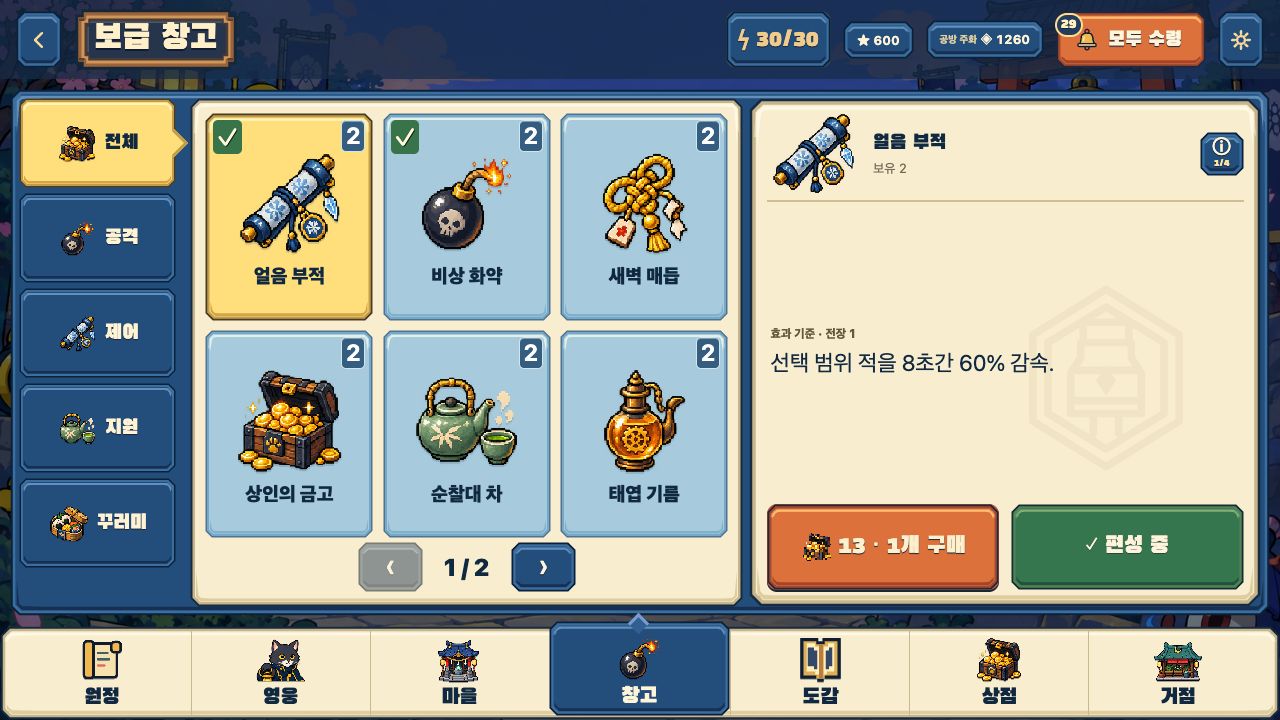 보급 창고
30/30
★ 600
공방 주화 ◈ 1260
29
모두 수령
전체
공격
제어
지원
꾸러미
✓ 2
얼음 부적
✓ 2
비상 화약
2
새벽 매듭
2
상인의 금고
2
순찰대 차
2
태엽 기름
‹ 1/2 ›
얼음 부적
보유 2
1/4
효과 기준 · 전장 1
선택 범위 적을 8초간 60% 감속.
13 · 1개 구매
✓ 편성 중
원정
영웅
마을
창고
도감
상점
거점